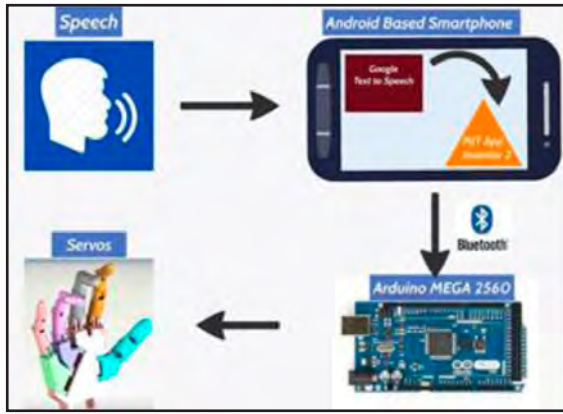 Speech
Android Based Smartphone
Google
Text to Speech
MIT App
Inventor 2
Bluetooth
Servos
Arduino MEGA 2560